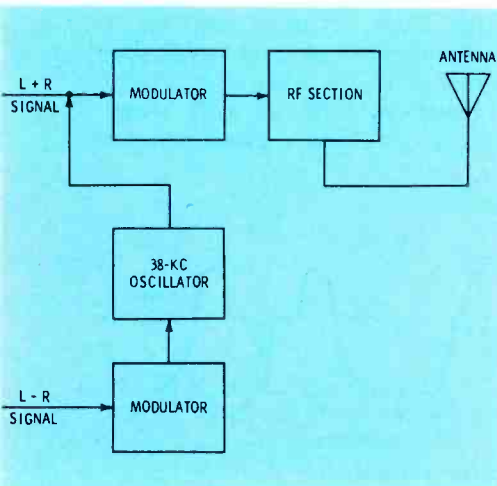 ANTENNA
L + R
SIGNAL
MODULATOR
RF SECTION
38-KC
OSCILLATOR
L - R
SIGNAL
MODULATOR